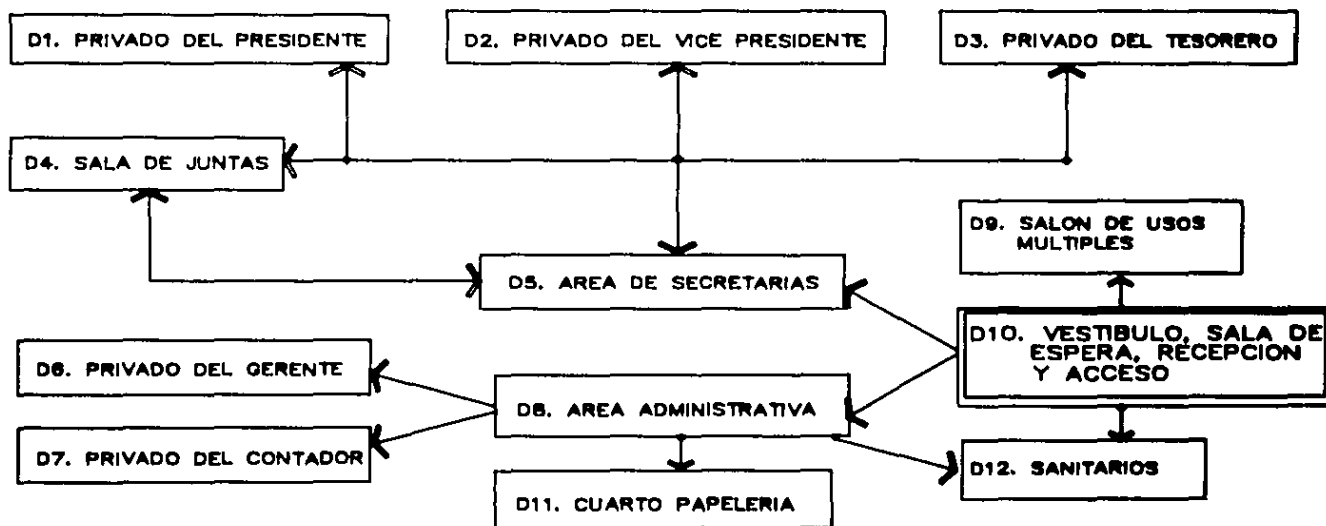 D1. PRIVADO DEL PRESIDENTE
D2. PRIVADO DEL VICE PRESIDENTE
D3. PRIVADO DEL TESORERO
D4. SALA DE JUNTAS
D9. SALON DE USOS
MULTIPLES
D5. AREA DE SECRETARIAS
D10. VESTIBULO, SALA DE
ESPERA, RECEPCION
Y ACCESO
D6. PRIVADO DEL GERENTE
D8. AREA ADMINISTRATIVA
D7. PRIVADO DEL CONTADOR
D12. SANITARIOS
D11. CUARTO PAPELERIA